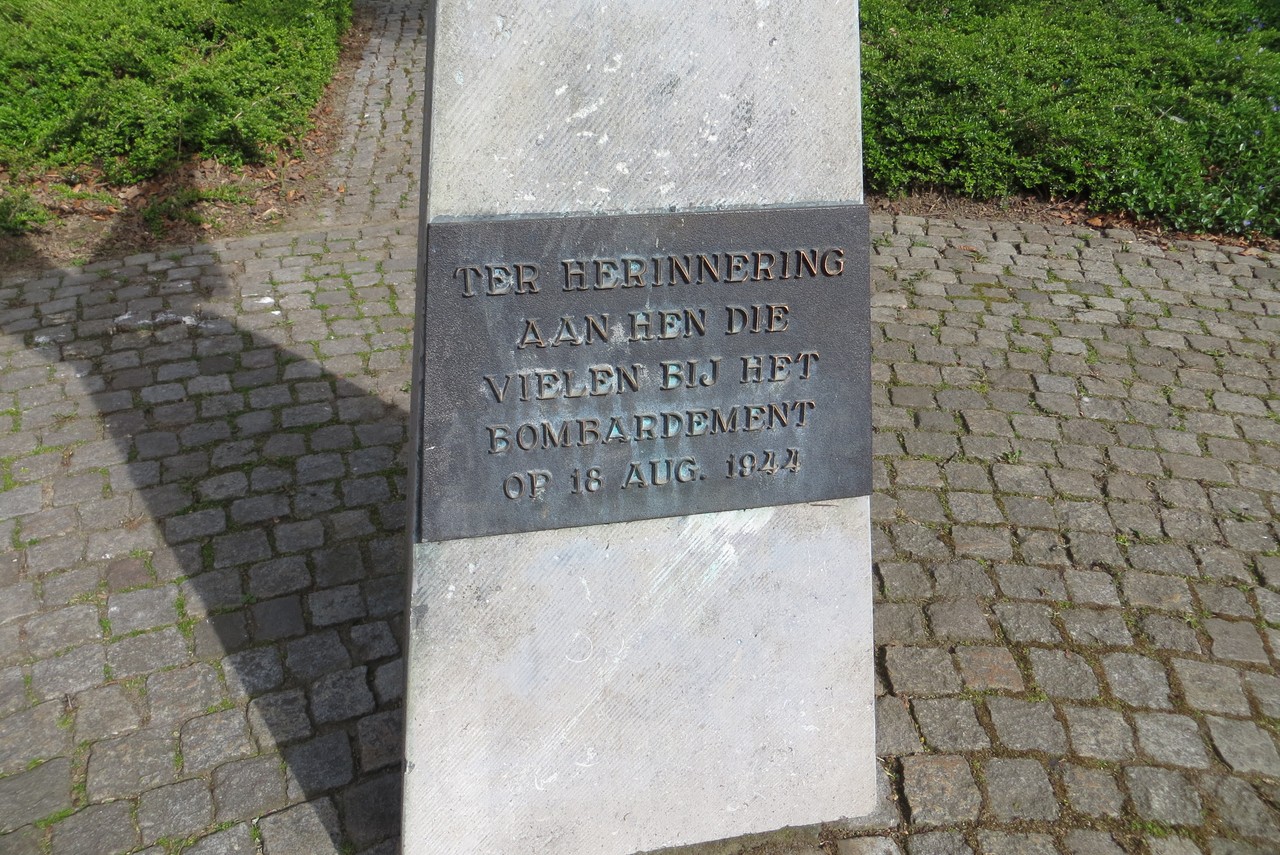 TER HERINNERING
AAN HEN DIE
VIELEN BIJ HET
BOMBARDEMENT
OP 18 AUG. 1944